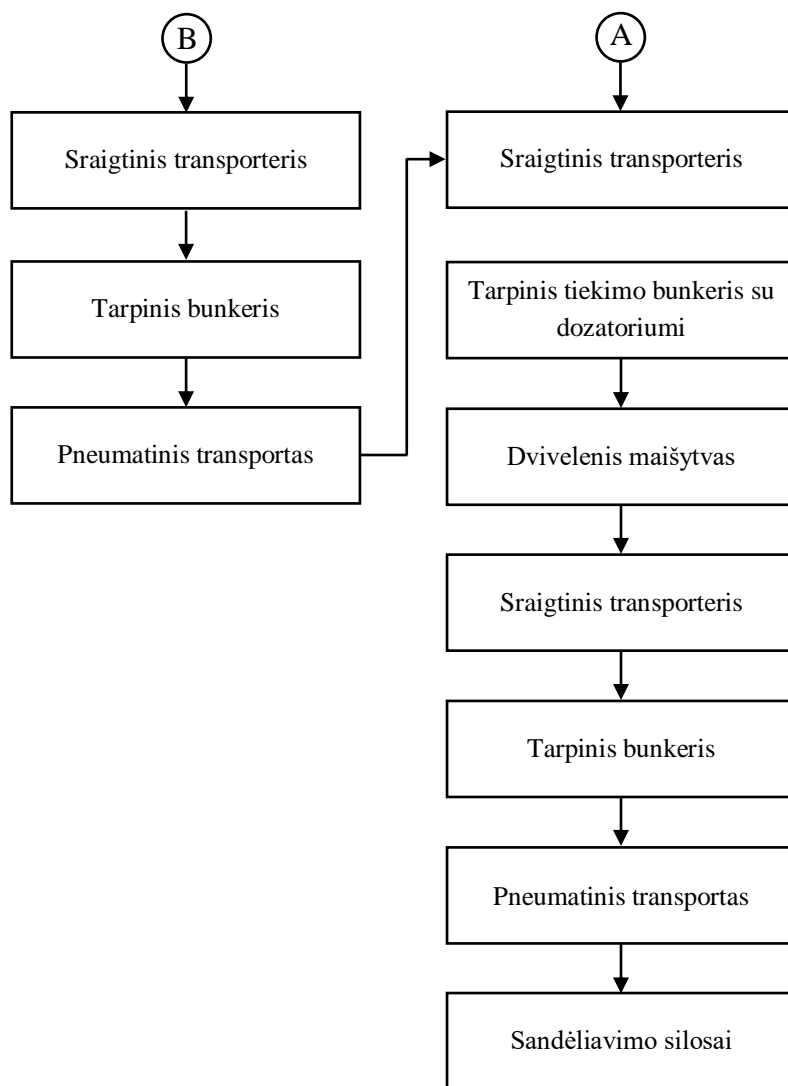 B
Sraigtinis transporteris
Tarpinis bunkeris
Pneumatinis transportas
A
Sraigtinis transporteris
Tarpinis tiekimo bunkeris su
dozatoriumi
Dvivelenis maišytvas
Sraigtinis transporteris
Tarpinis bunkeris
Pneumatinis transportas
Sandėliavimo silosai